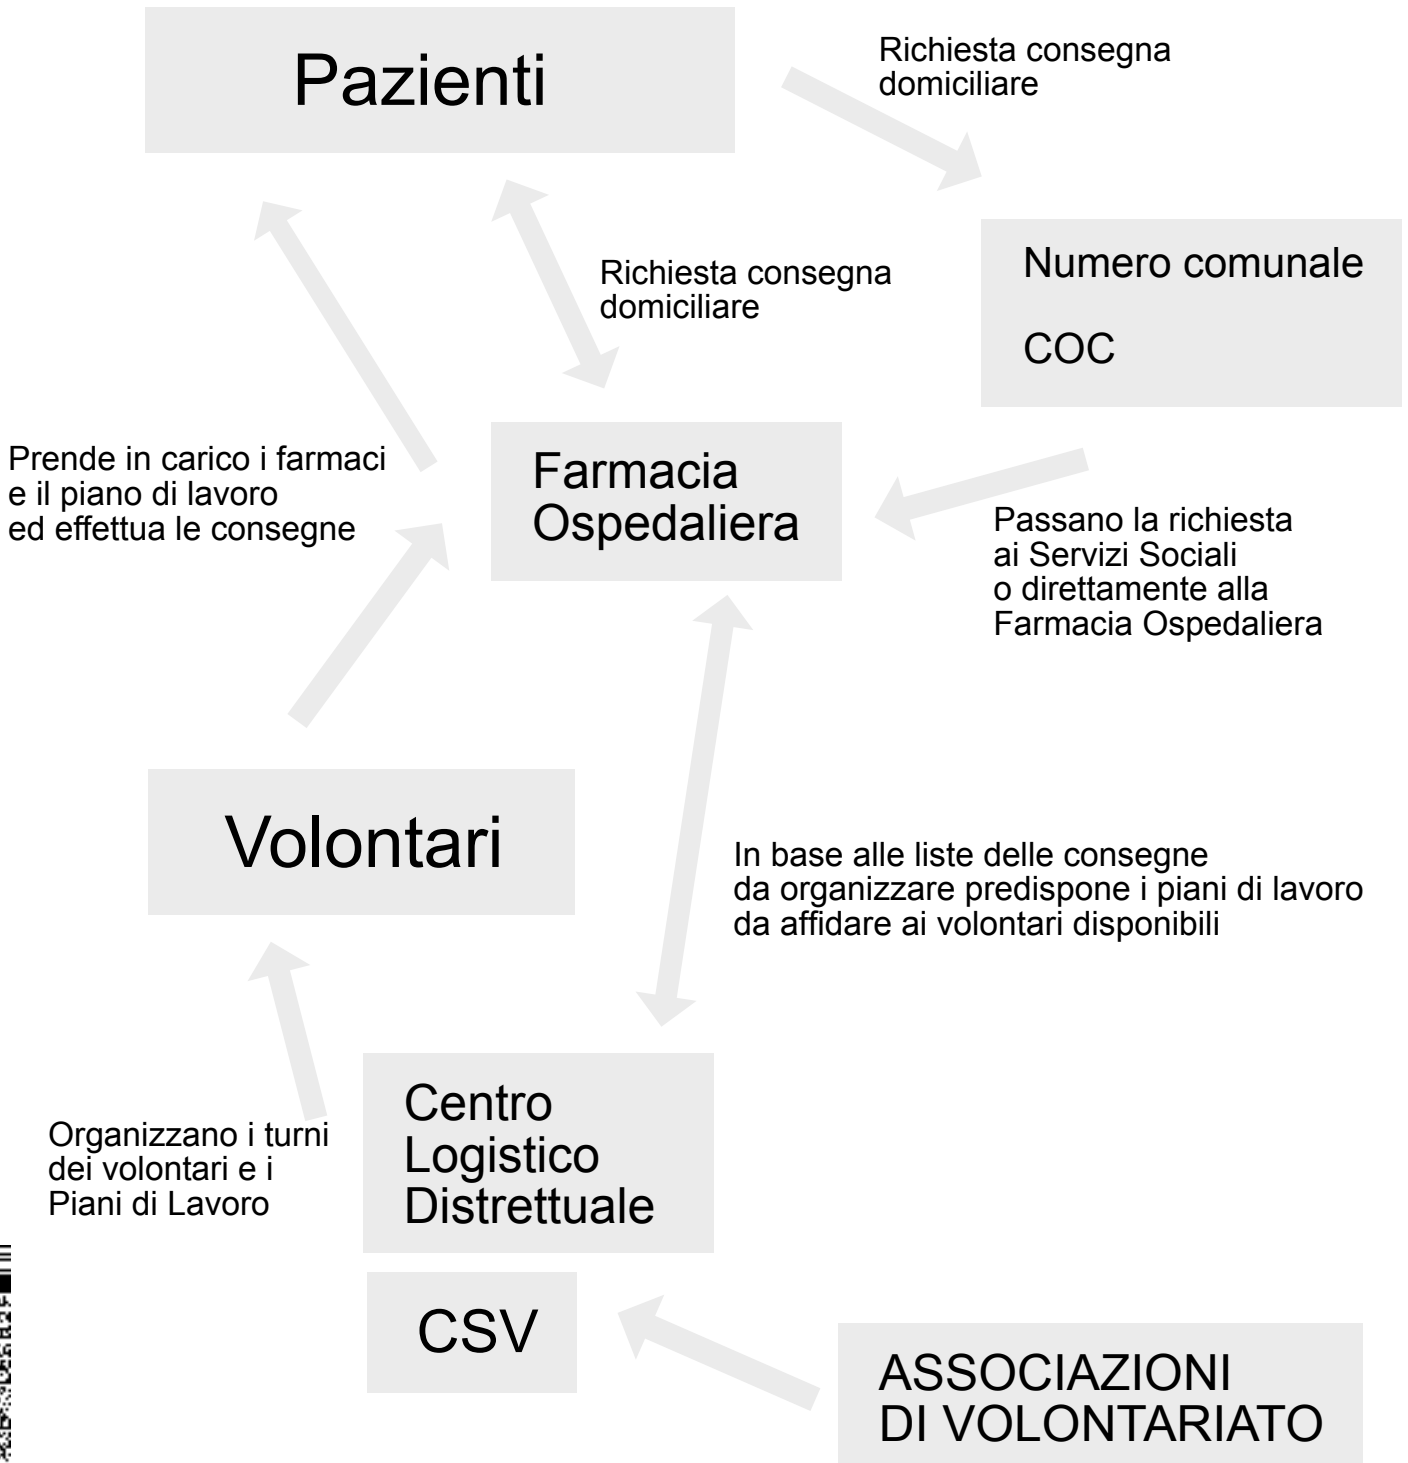 Pazienti
Richiesta consegna
domiciliare
Richiesta consegna
domiciliare
Numero comunale
COC
Prende in carico i farmaci
e il piano di lavoro
ed effettua le consegne
Farmacia
Ospedaliera
Passano la richiesta
ai Servizi Sociali
o direttamente alla
Farmacia Ospedaliera
Volontari
In base alle liste delle consegne
da organizzare predispone i piani di lavoro
da affidare ai volontari disponibili
Organizzano i turni
dei volontari e i
Piani di Lavoro
Centro
Logistico
Distrettuale
CSV
ASSOCIAZIONI
DI VOLONTARIATO